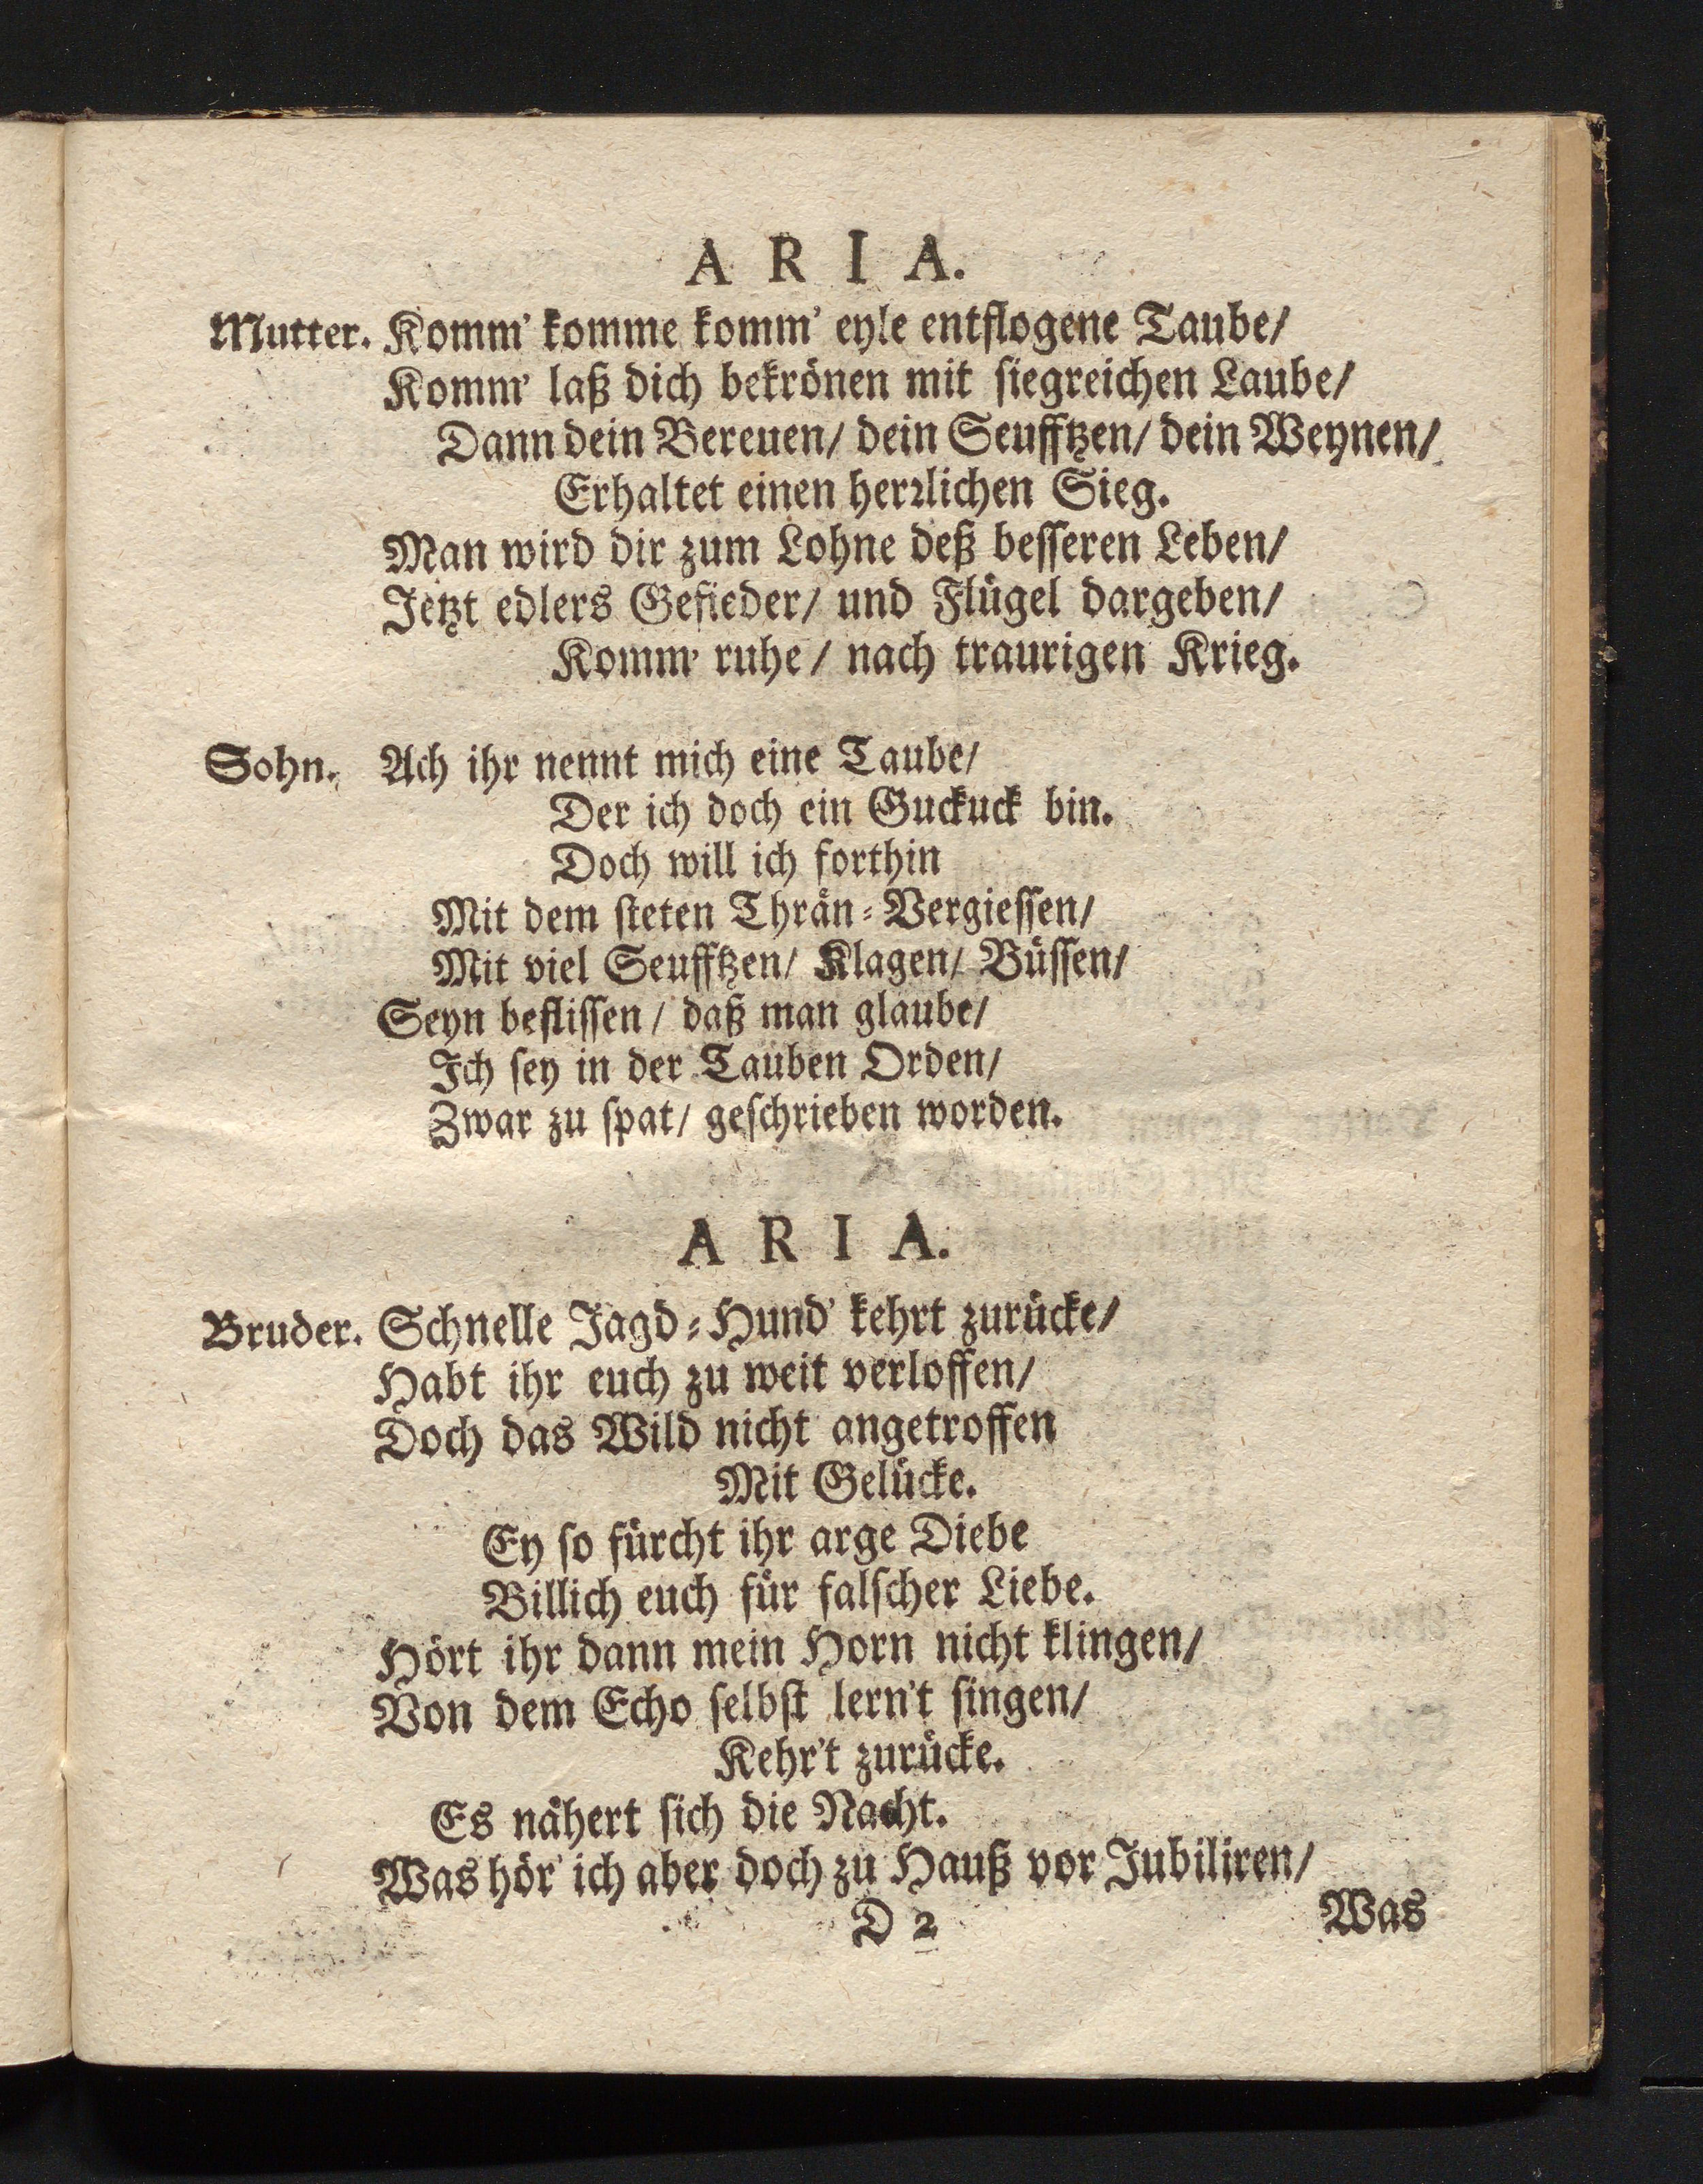 ARIA.
Mutter. Komm' komme komm' eyle entflogene Taube/
Komm' laß dich bekrönen mit siegreichen Laube/
Dann dein Bereuen/ dein Seufftzen/ dein Weynen/
Erhaltet einen herꝛlichen Sieg.
Man wird dir zum Lohne deß besseren Leben/
Jetzt edlers Gefieder/ und Flügel dargeben/
Komm' ruhe/ nach traurigen Krieg.
Sohn. Ach ihr nennt mich eine Taube/
Der ich doch ein Guckuck bin.
Doch will ich forthin
Mit dem steten Thrän-Vergiessen/
Mit viel Seufftzen/ Klagen/ Büssen/
Seyn beflissen/ daß man glaube/
Ich sey in der Tauben Orden/
Zwar zu spat/ geschrieben worden.
ARIA.
Bruder. Schnelle Jagd-Hund' kehrt zurücke/
Habt ihr euch zu weit verloffen/
Doch das Wild nicht angetroffen
Mit Gelücke.
Ey so fürcht ihr arge Diebe
Billich euch für falscher Liebe.
Hört ihr dann mein Horn nicht klingen/
Von dem Echo selbst lern't singen/
Kehr't zurücke.
Es nähert sich die Nacht.
Was hör' ich aber doch zu Hauß vor Jubiliren/
D 2 Was